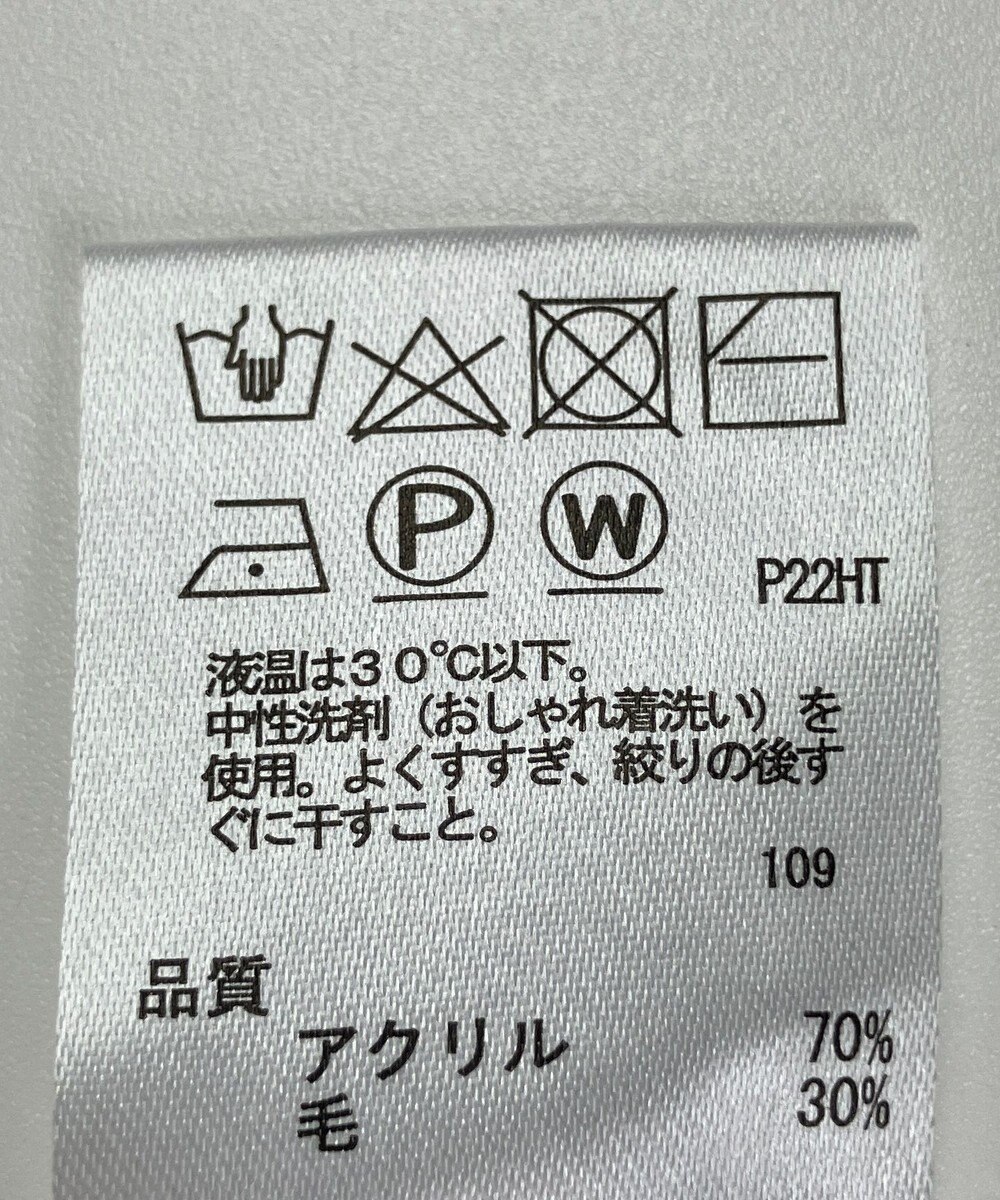 P W P22HT
液温は30℃以下。
中性洗剤（おしゃれ着洗い）を
使用。よくすすぎ、絞りの後す
ぐに干すこと。
109
品質
アクリル 70%
毛 30%